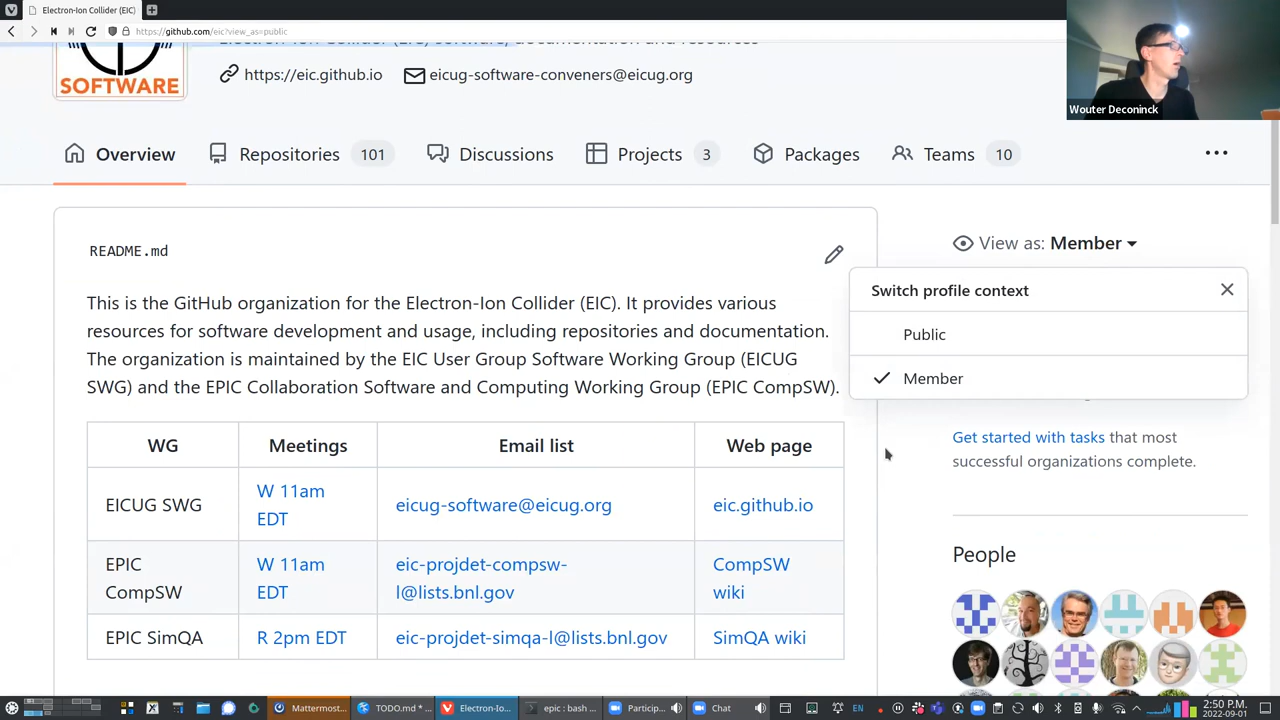 Electron-Ion Collider (EIC)
https://github.com/eic?view_as=public
Electron-Ion Collider (EIC) software, documentation and resources
SOFTWARE
https://eic.github.io
eicug-software-conveners@eicug.org
Wouter Deconinck
Overview
Repositories 101
Discussions
Projects 3
Packages
Teams 10
README.md
View as: Member
Switch profile context
Public
Member
This is the GitHub organization for the Electron-Ion Collider (EIC). It provides various
resources for software development and usage, including repositories and documentation.
The organization is maintained by the EIC User Group Software Working Group (EICUG
SWG) and the EPIC Collaboration Software and Computing Working Group (EPIC CompSW).
Get started with tasks that most
successful organizations complete.
WG Meetings Email list Web page
EICUG SWG
W 11am
EDT
eicug-software@eicug.org
eic.github.io
EPIC
CompSW
W 11am
EDT
eic-projdet-compsw-
l@lists.bnl.gov
CompSW
wiki
EPIC SimQA
R 2pm EDT
eic-projdet-simqa-l@lists.bnl.gov
SimQA wiki
People
Mattermost...
TODO.md * ...
Electron-Io...
epic : bash ...
Particip...
Chat
EN
2:50 P.M.
2022-09-01